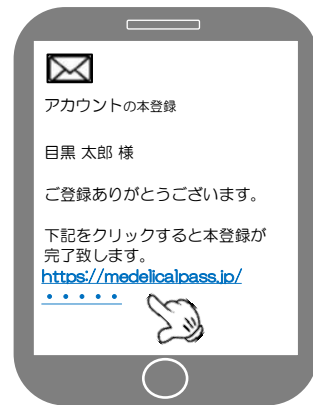 アカウントの本登録
目黒 太郎 様
ご登録ありがとうございます。
下記をクリックすると本登録が
完了致します。
https://medelicalpass.jp/
・・・・・